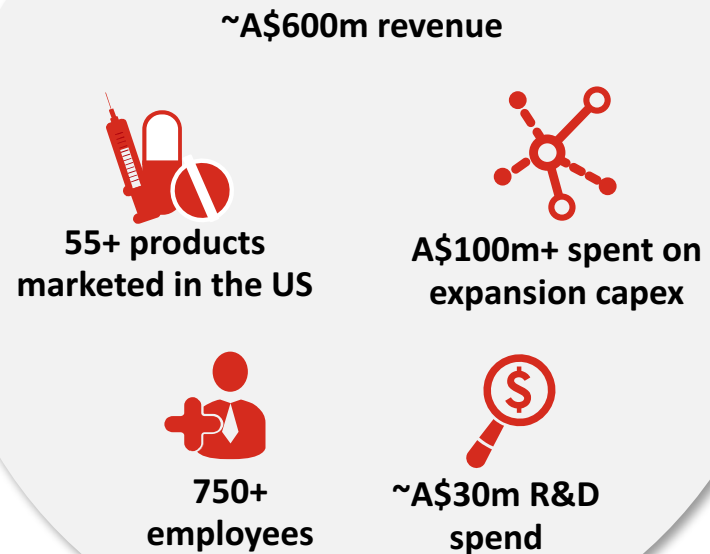 ~A$600m revenue
55+ products
marketed in the US
A$100m+ spent on
expansion capex
$
750+
employees
~A$30m R&D
spend